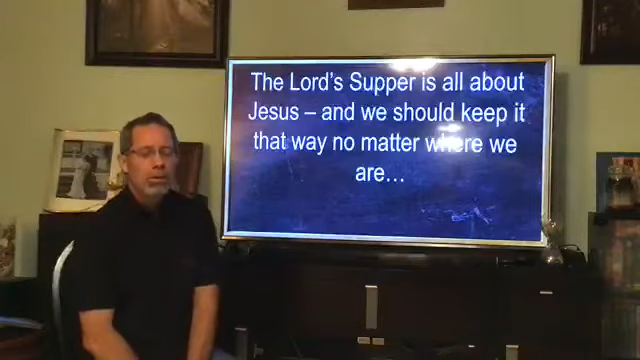 The Lord's Supper is all about
Jesus – and we should keep it
that way no matter where we
are…